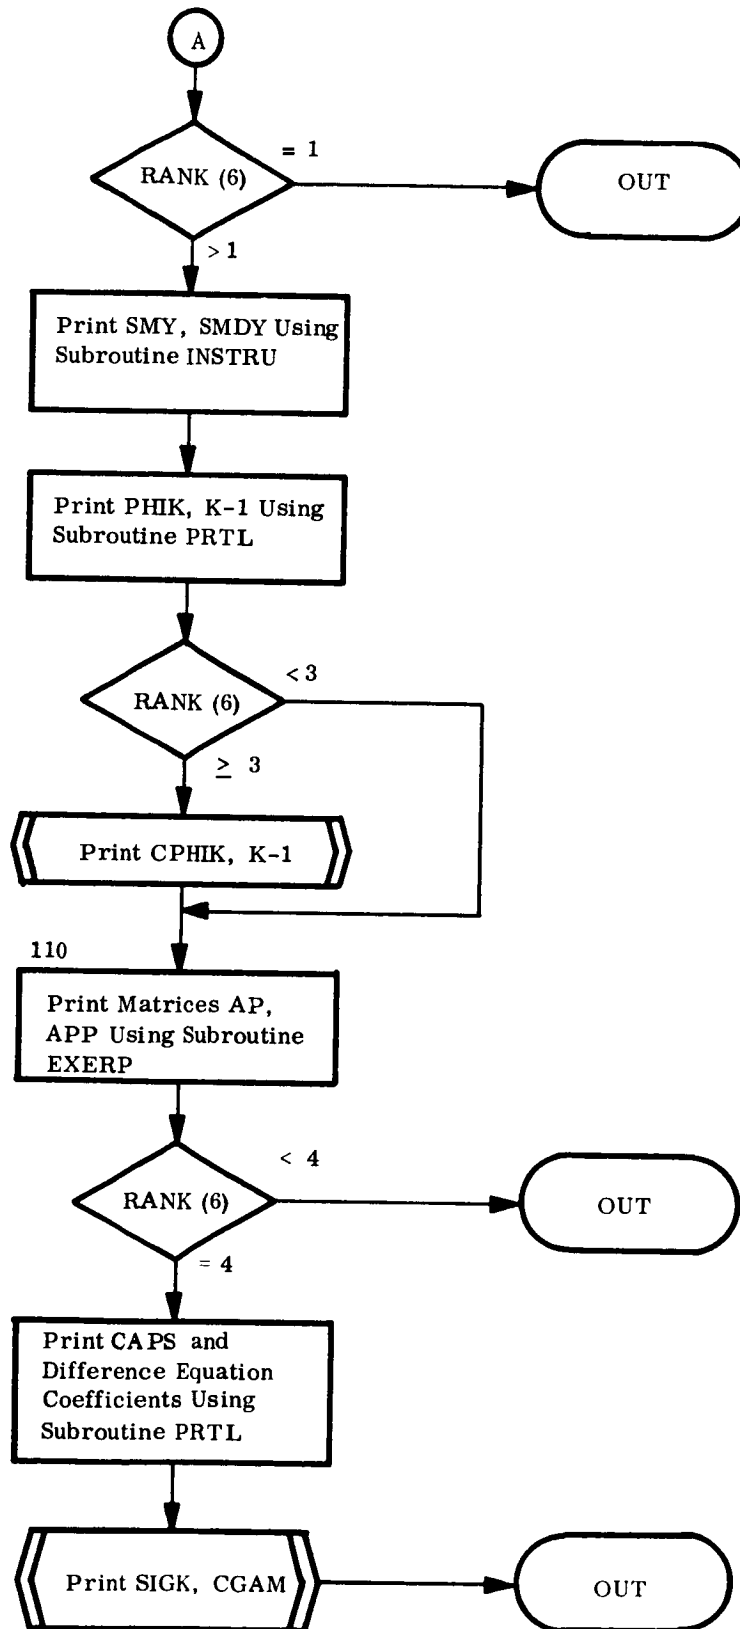 A
= 1
RANK (6)
OUT
> 1
Print SMY, SMDY Using
Subroutine INSTRU
Print PHIK, K-1 Using
Subroutine PRTL
< 3
RANK (6)
≥ 3
Print CPHIK, K-1
110
Print Matrices AP,
APP Using Subroutine
EXERP
< 4
RANK (6)
OUT
= 4
Print CAPS and
Difference Equation
Coefficients Using
Subroutine PRTL
Print SIGK, CGAM
OUT